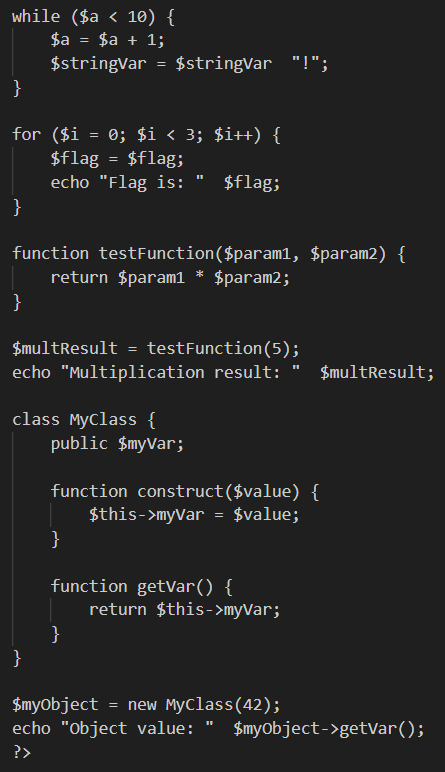 while ($a < 10) {
    $a = $a + 1;
    $stringVar = $stringVar  "!";
}

for ($i = 0; $i < 3; $i++) {
    $flag = $flag;
    echo "Flag is: "  $flag;
}

function testFunction($param1, $param2) {
    return $param1 * $param2;
}

$multResult = testFunction(5);
echo "Multiplication result: "  $multResult;

class MyClass {
    public $myVar;

    function construct($value) {
        $this->myVar = $value;
    }

    function getVar() {
        return $this->myVar;
    }
}

$myObject = new MyClass(42);
echo "Object value: "  $myObject->getVar();
?>